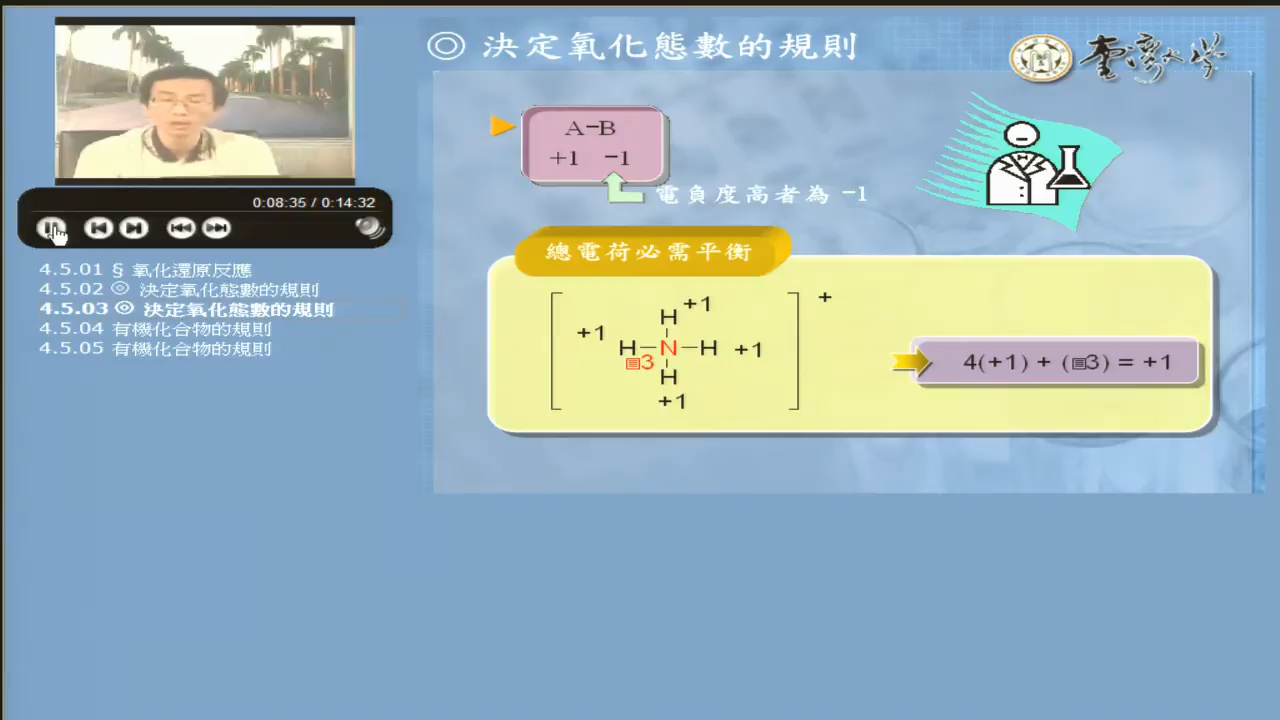 ◎ 決定氧化態數的規則
臺灣大學
A−B
+1 −1
電負度高者為 −1
0:08:35 / 0:14:32
4.5.01 § 氧化還原反應
4.5.02 ◎ 決定氧化態數的規則
4.5.03 ◎ 決定氧化態數的規則
4.5.04 有機化合物的規則
4.5.05 有機化合物的規則
總電荷必需平衡
+1
H
+
+1
H−N−H +1
3
H
+1
4(+1) + (3) = +1